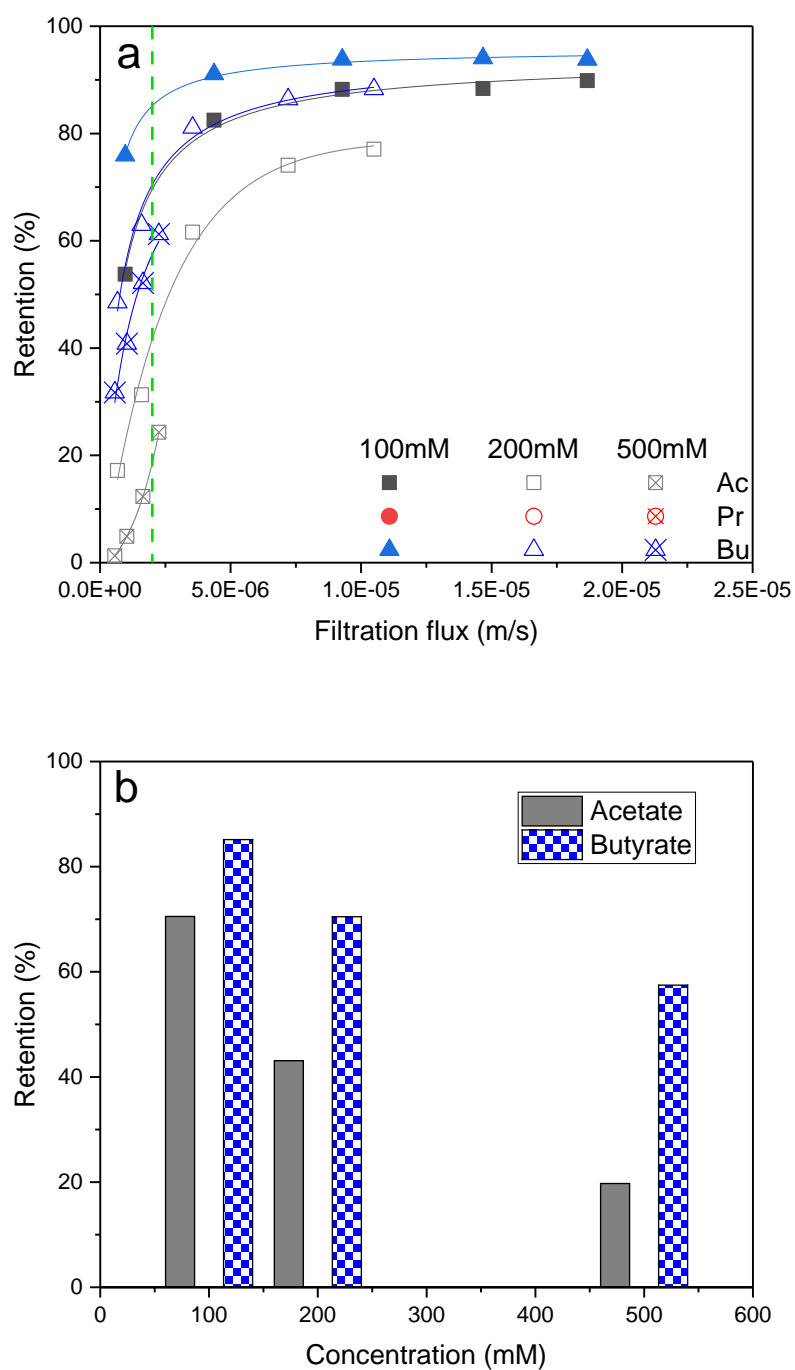 a
100
80
60
40
20
0
Retention (%)
100mM 200mM 500mM
Ac
Pr
Bu
0.0E+00 5.0E-06 1.0E-05 1.5E-05 2.0E-05 2.5E-05
Filtration flux (m/s)
b
100
80
60
40
20
0
Retention (%)
Acetate
Butyrate
0 100 200 300 400 500 600
Concentration (mM)